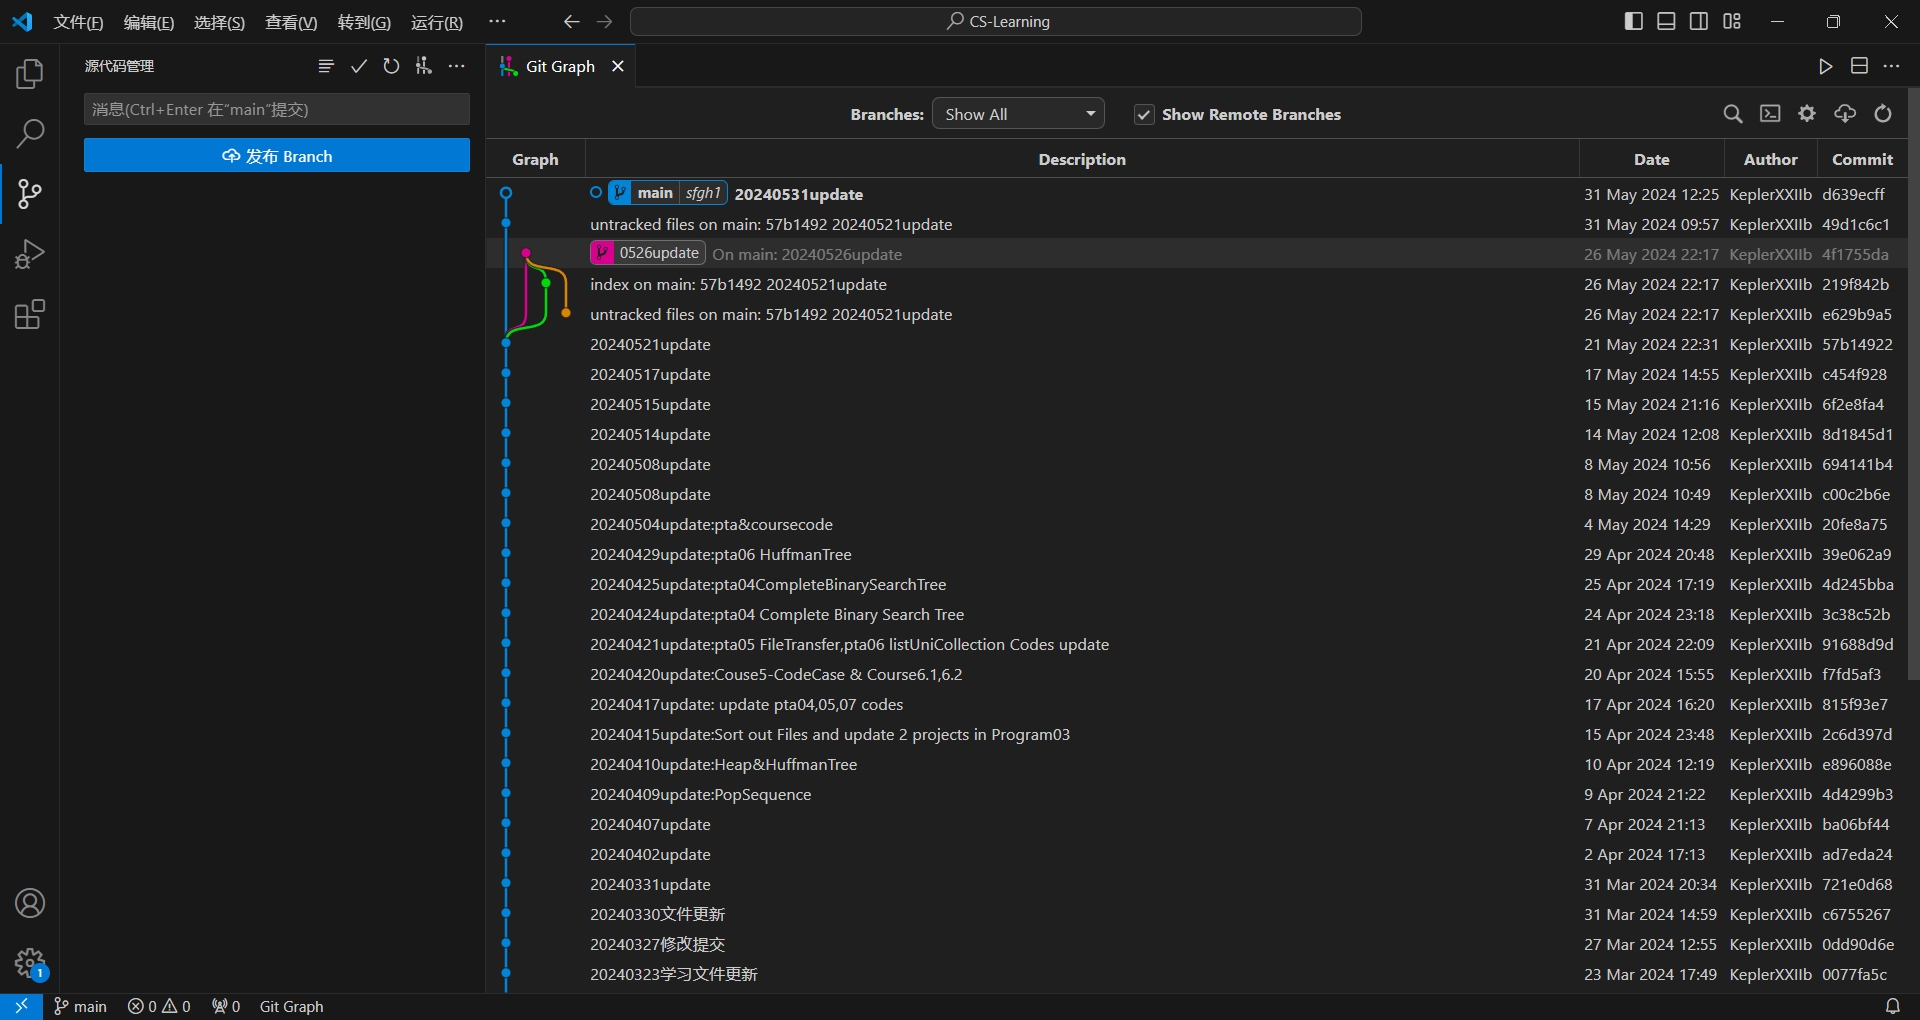 文件(F) 编辑(E) 选择(S) 查看(V) 转到(G) 运行(R) ··· CS-Learning
源代码管理
消息(Ctrl+Enter 在"main"提交)
发布 Branch
Git Graph
Branches: Show All Show Remote Branches
Graph Description Date Author Commit
main sfgh1 20240531update 31 May 2024 12:25 KeplerXXIIb d639ecff
untracked files on main: 57b1492 20240521update 31 May 2024 09:57 KeplerXXIIb 49d1c6c1
0526update On main: 20240526update 26 May 2024 22:17 KeplerXXIIb 4f1755da
index on main: 57b1492 20240521update 26 May 2024 22:17 KeplerXXIIb 219f842b
untracked files on main: 57b1492 20240521update 26 May 2024 22:17 KeplerXXIIb e629b9a5
20240521update 21 May 2024 22:31 KeplerXXIIb 57b14922
20240517update 17 May 2024 14:55 KeplerXXIIb c454f928
20240515update 15 May 2024 21:16 KeplerXXIIb 6f2e8fa4
20240514update 14 May 2024 12:08 KeplerXXIIb 8d1845d1
20240508update 8 May 2024 10:56 KeplerXXIIb 694141b4
20240508update 8 May 2024 10:49 KeplerXXIIb c00c2b6e
20240504update:pta&coursecode 4 May 2024 14:29 KeplerXXIIb 20fe8a75
20240429update:pta06 HuffmanTree 29 Apr 2024 20:48 KeplerXXIIb 39e062a9
20240425update:pta04CompleteBinarySearchTree 25 Apr 2024 17:19 KeplerXXIIb 4d245bba
20240424update:pta04 Complete Binary Search Tree 24 Apr 2024 23:18 KeplerXXIIb 3c38c52b
20240421update:pta05 FileTransfer,pta06 listUniCollection Codes update 21 Apr 2024 22:09 KeplerXXIIb 91688d9d
20240420update:Couse5-CodeCase & Course6.1,6.2 20 Apr 2024 15:55 KeplerXXIIb f7fd5af3
20240417update: update pta04,05,07 codes 17 Apr 2024 16:20 KeplerXXIIb 815f93e7
20240415update:Sort out Files and update 2 projects in Program03 15 Apr 2024 23:48 KeplerXXIIb 2c6d397d
20240410update:Heap&HuffmanTree 10 Apr 2024 12:19 KeplerXXIIb e896088e
20240409update:PopSequence 9 Apr 2024 21:22 KeplerXXIIb 4d4299b3
20240407update 7 Apr 2024 21:13 KeplerXXIIb ba06bf44
20240402update 2 Apr 2024 17:13 KeplerXXIIb ad7eda24
20240331update 31 Mar 2024 20:34 KeplerXXIIb 721e0d68
20240330文件更新 31 Mar 2024 14:59 KeplerXXIIb c6755267
20240327修改提交 27 Mar 2024 12:55 KeplerXXIIb 0dd90d6e
20240323学习文件更新 23 Mar 2024 17:49 KeplerXXIIb 0077fa5c
1
main 0 0 0 Git Graph